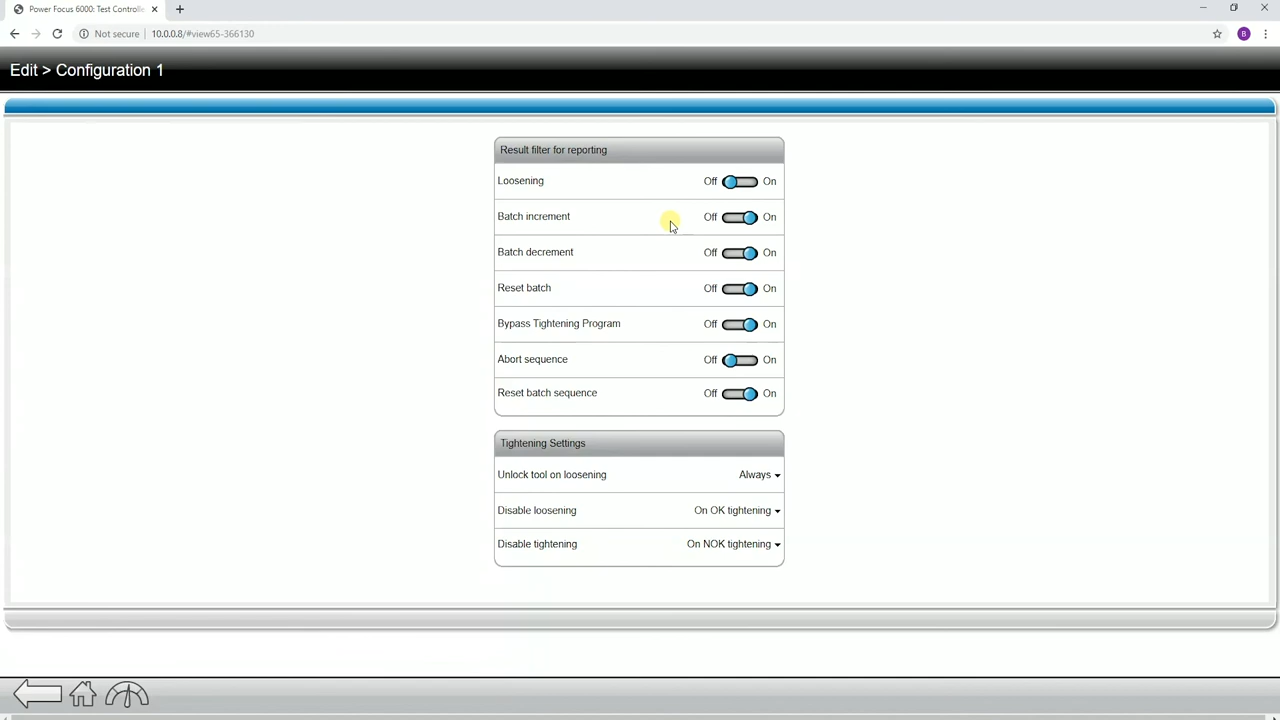 Power Focus 6000: Test Controlle
Not secure 10.0.0.8/#view65-366130
B
Edit > Configuration 1
Result filter for reporting
Loosening Off On
Batch increment Off On
Batch decrement Off On
Reset batch Off On
Bypass Tightening Program Off On
Abort sequence Off On
Reset batch sequence Off On
Tightening Settings
Unlock tool on loosening Always
Disable loosening On OK tightening
Disable tightening On NOK tightening